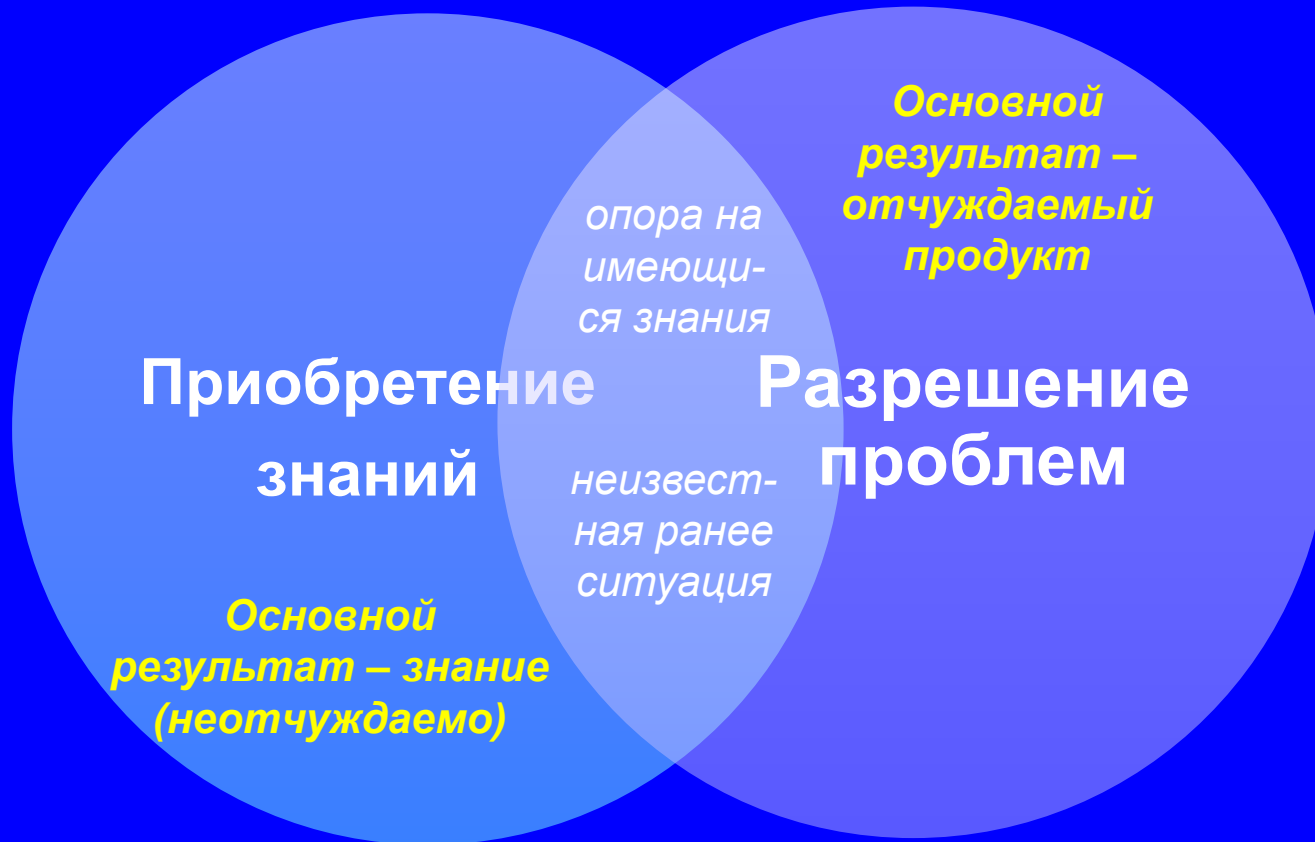 Приобретение
знаний
Основной
результат – знание
(неотчуждаемо)
опора на
имеющи-
ся знания
неизвест-
ная ранее
ситуация
Основной
результат –
отчуждаемый
продукт
Разрешение
проблем